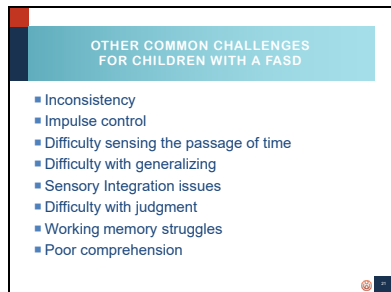 OTHER COMMON CHALLENGES
FOR CHILDREN WITH A FASD
Inconsistency
Impulse control
Difficulty sensing the passage of time
Difficulty with generalizing
Sensory Integration issues
Difficulty with judgment
Working memory struggles
Poor comprehension